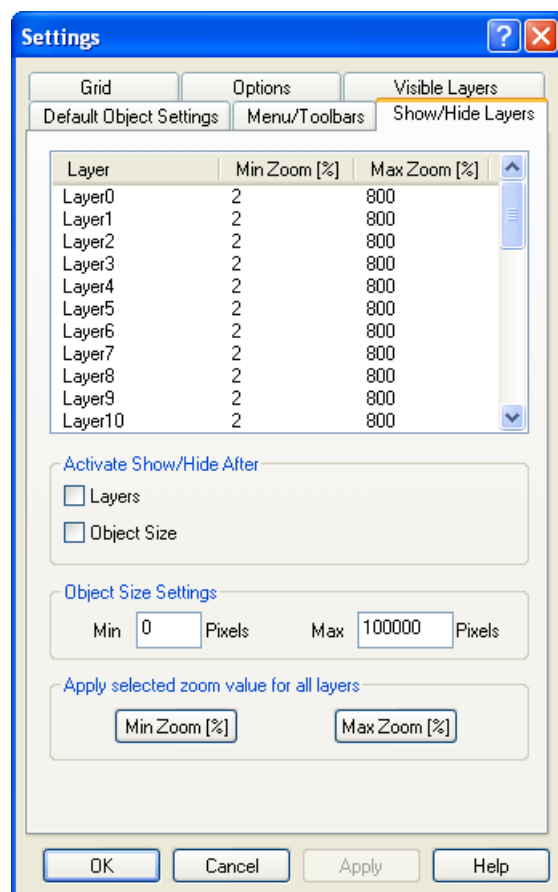 Settings
Grid Options Visible Layers
Default Object Settings Menu/Toolbars Show/Hide Layers
Layer Min Zoom [%] Max Zoom [%]
Layer0 2 800
Layer1 2 800
Layer2 2 800
Layer3 2 800
Layer4 2 800
Layer5 2 800
Layer6 2 800
Layer7 2 800
Layer8 2 800
Layer9 2 800
Layer10 2 800
Activate Show/Hide After
Layers
Object Size
Object Size Settings
Min 0 Pixels Max 100000 Pixels
Apply selected zoom value for all layers
Min Zoom [%] Max Zoom [%]
OK Cancel Apply Help